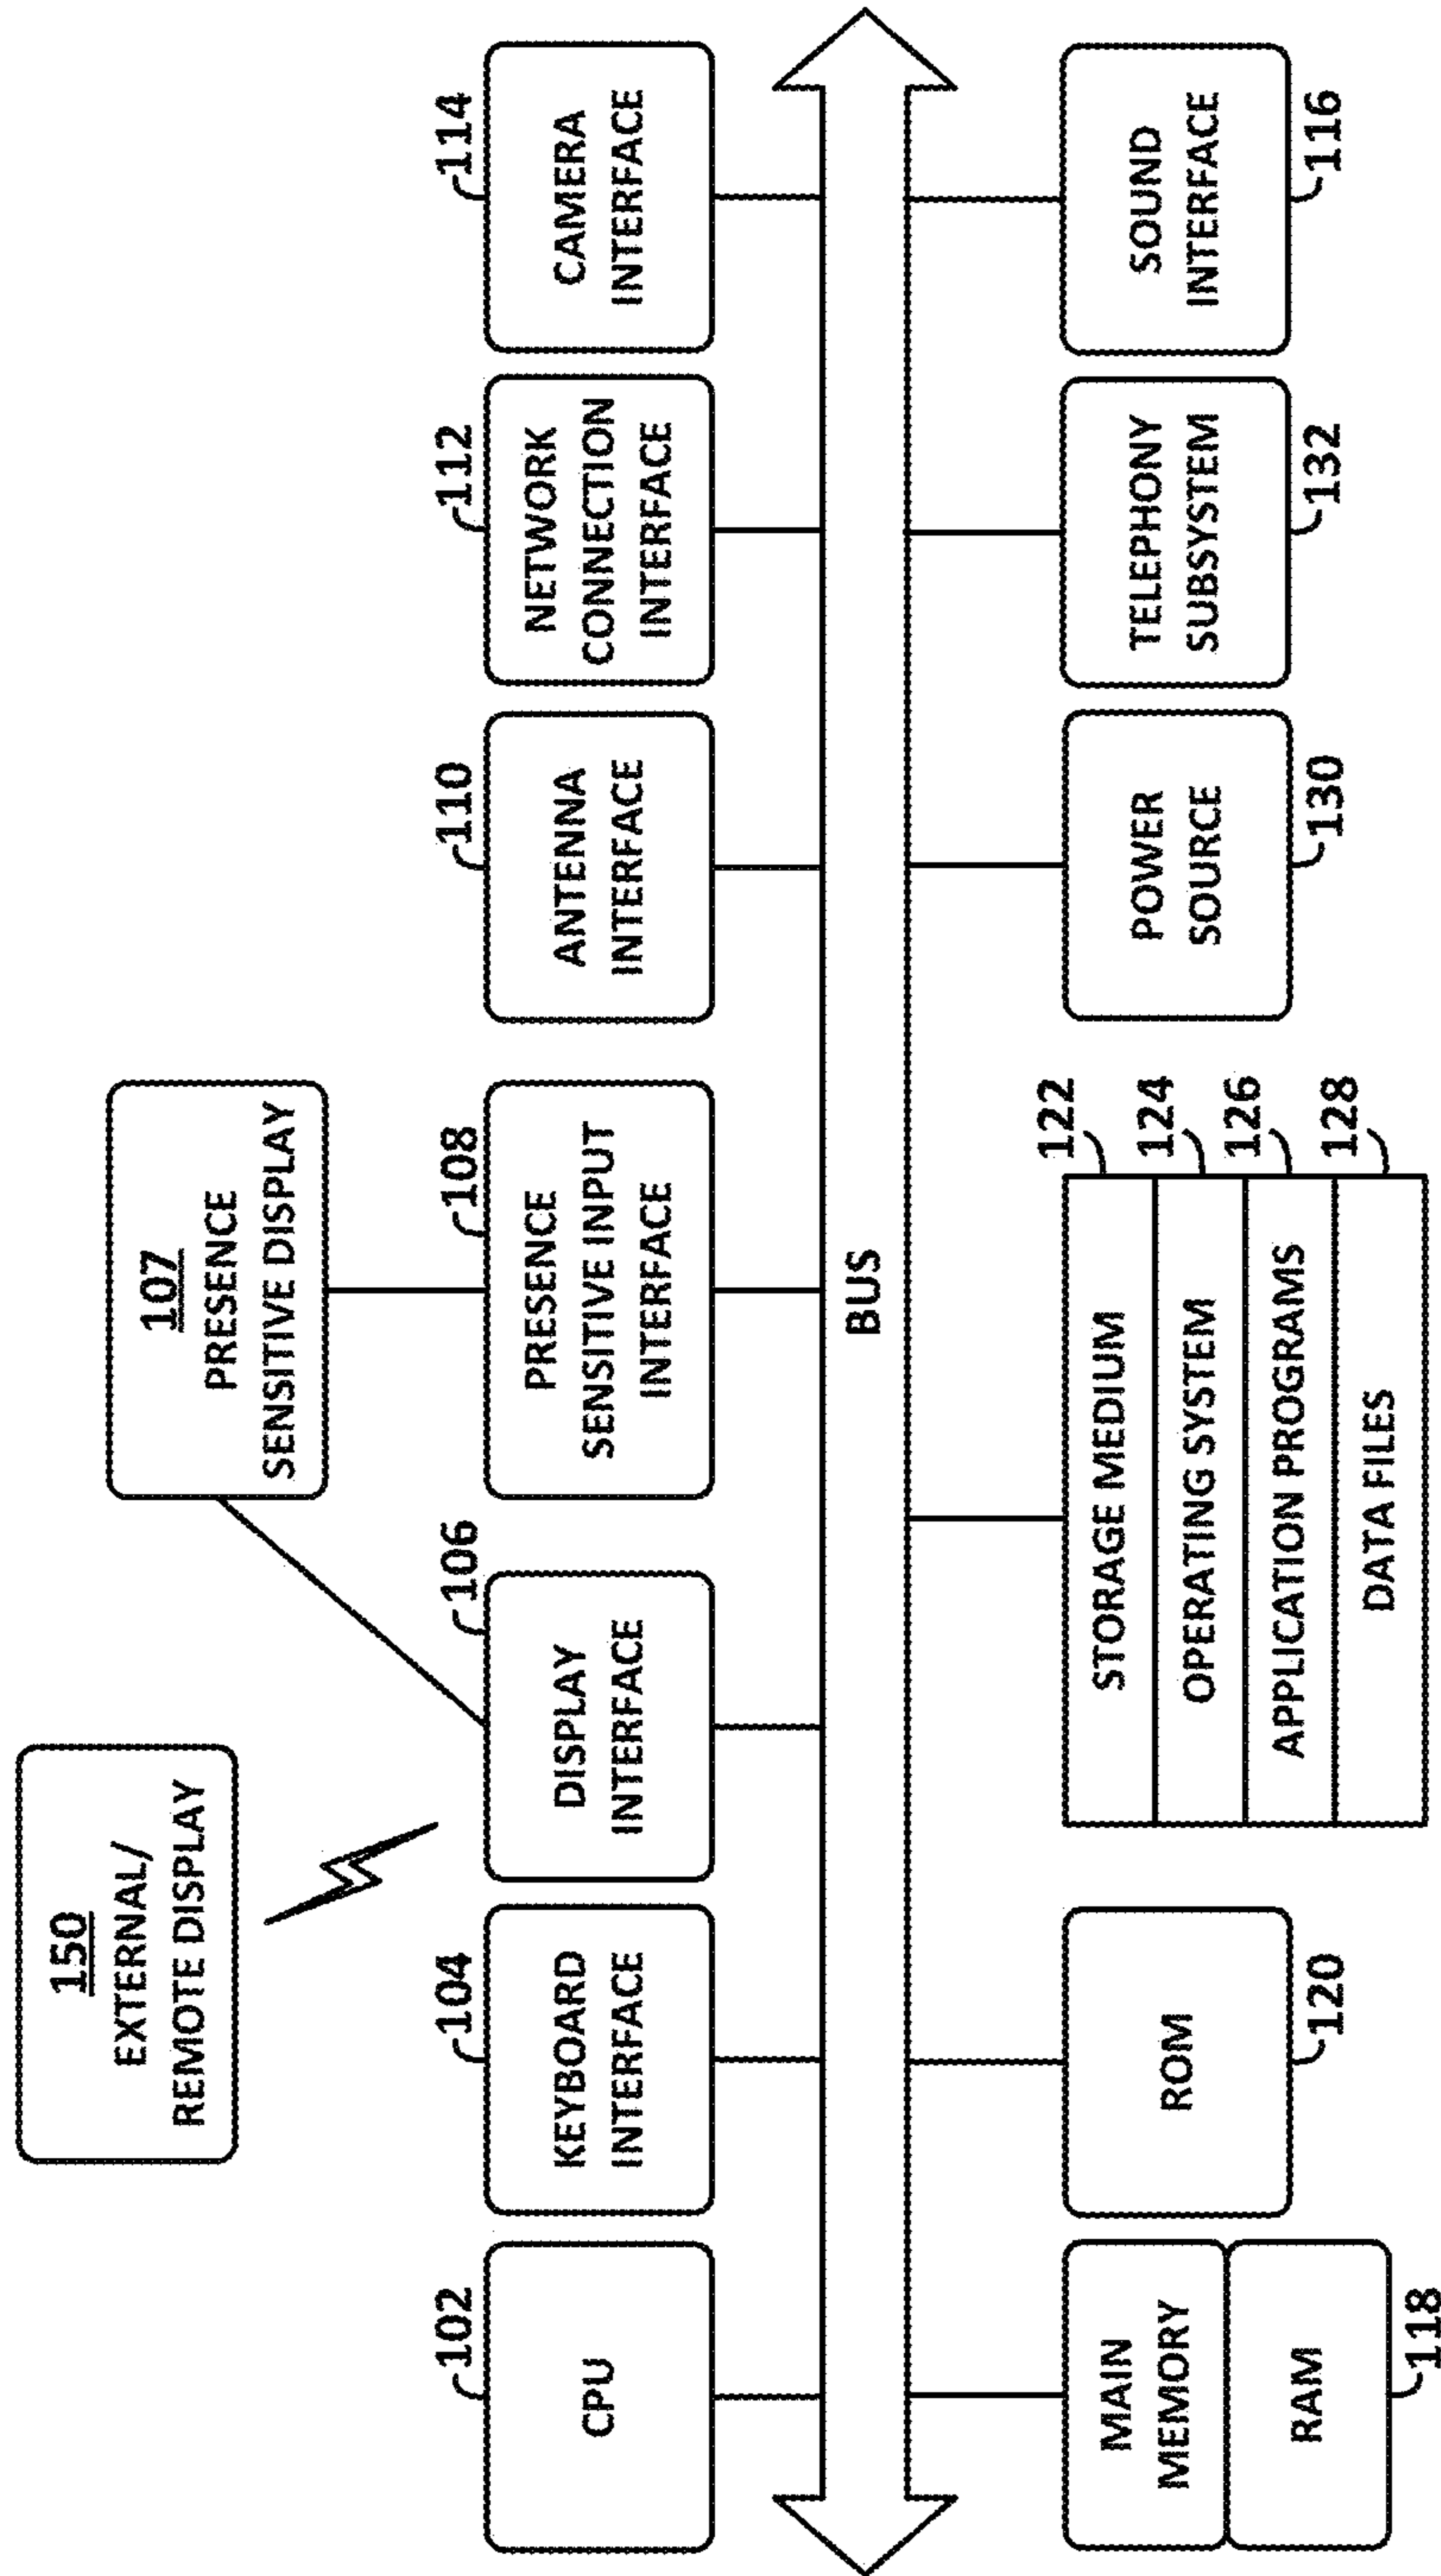 150
EXTERNAL/
REMOTE DISPLAY
107
PRESENCE
SENSITIVE DISPLAY
102
CPU
104
KEYBOARD
INTERFACE
106
DISPLAY
INTERFACE
108
PRESENCE
SENSITIVE INPUT
INTERFACE
110
ANTENNA
INTERFACE
112
NETWORK
CONNECTION
INTERFACE
114
CAMERA
INTERFACE
BUS
MAIN
MEMORY
RAM
118
ROM
120
STORAGE MEDIUM
122
OPERATING SYSTEM
124
APPLICATION PROGRAMS
126
DATA FILES
128
POWER
SOURCE
130
TELEPHONY
SUBSYSTEM
132
SOUND
INTERFACE
116